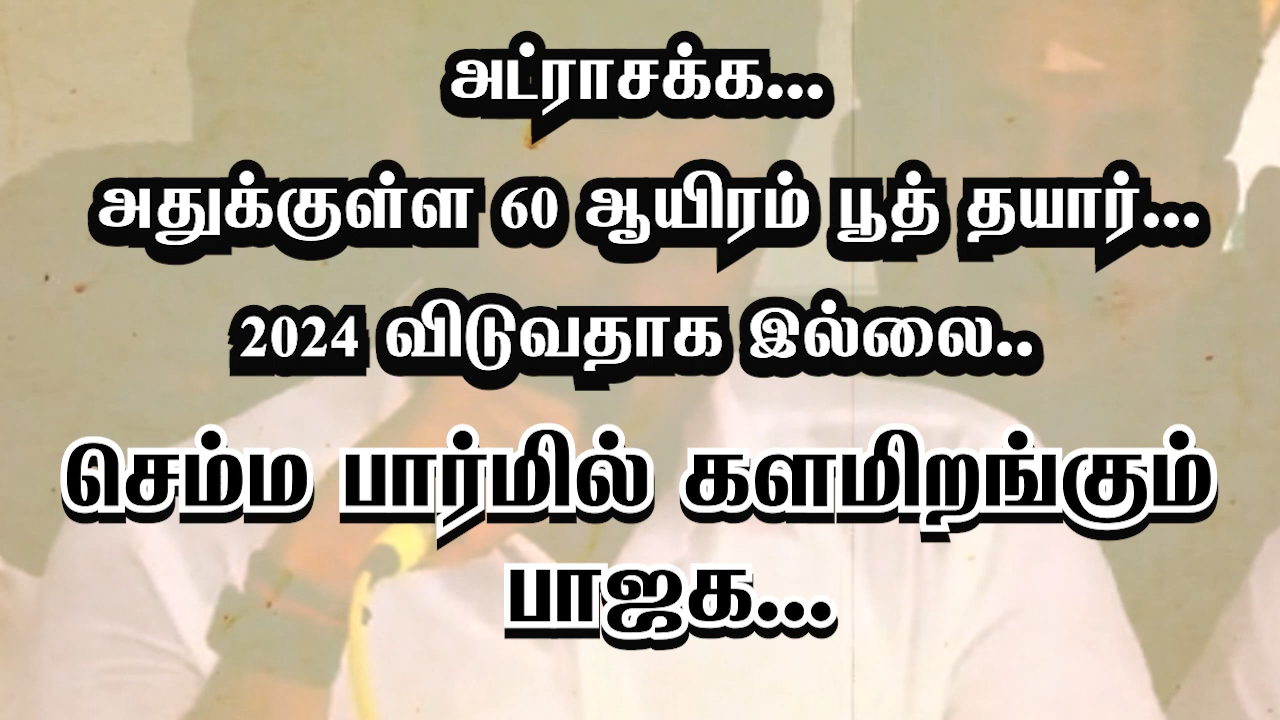 அட்ராசக்க...
அதுக்குள்ள 60 ஆயிரம் பூத் தயார்...
2024 விடுவதாக இல்லை..
செம்ம பார்மில் களமிறங்கும்
பாஜக...